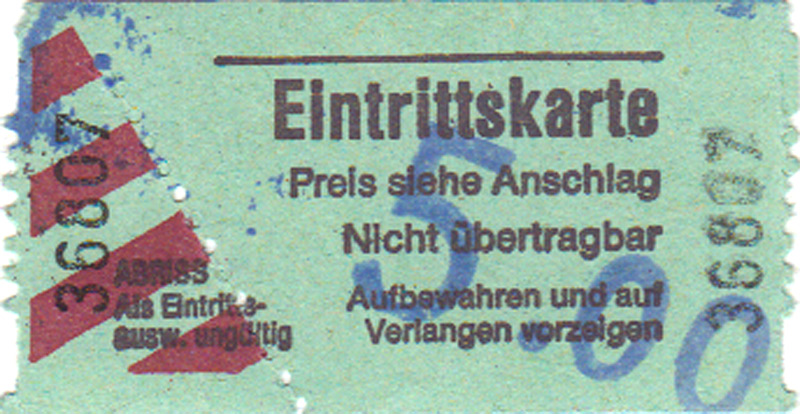 Eintrittskarte
Preis siehe Anschlag
Nicht übertragbar
Aufbewahren und auf
Verlangen vorzeigen
ABRISS
Als Eintritts-
ausw. ungültig
36807
36807
5.00